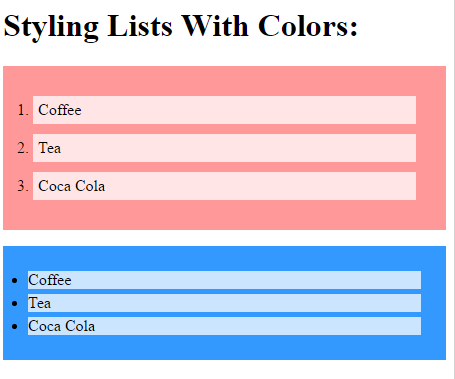 Styling Lists With Colors:
1. Coffee
2. Tea
3. Coca Cola
• Coffee
• Tea
• Coca Cola